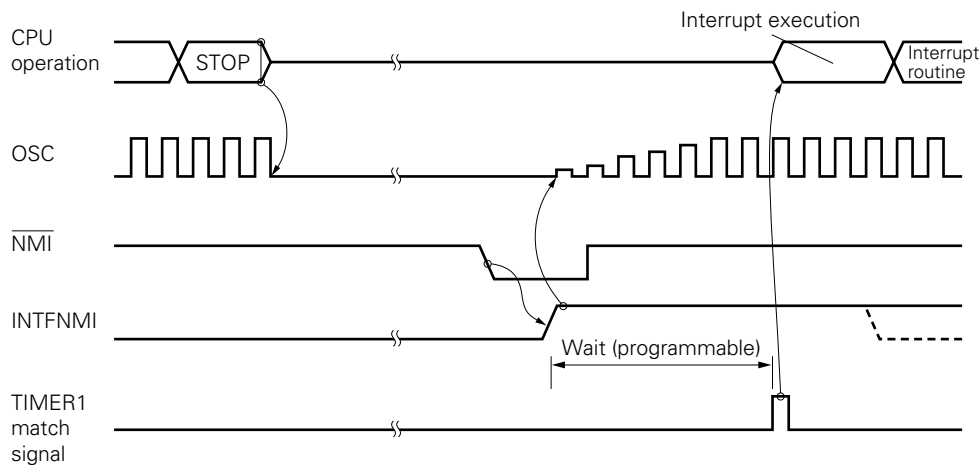 Interrupt execution
CPU
operation
STOP
Interrupt
routine
OSC
NMI
INTFNMI
Wait (programmable)
TIMER1
match
signal